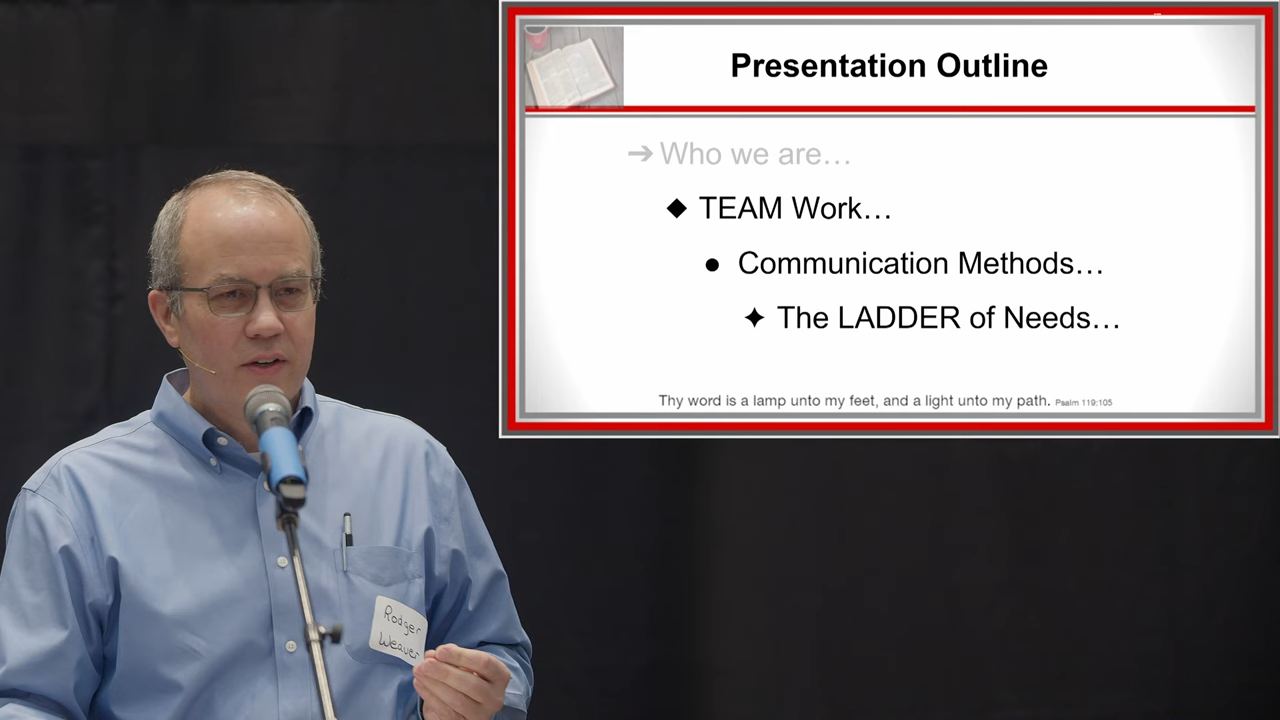 Presentation Outline
➔ Who we are…
◆ TEAM Work…
● Communication Methods…
✦ The LADDER of Needs…
Thy word is a lamp unto my feet, and a light unto my path. Psalm 119:105
Rodger
Weaver